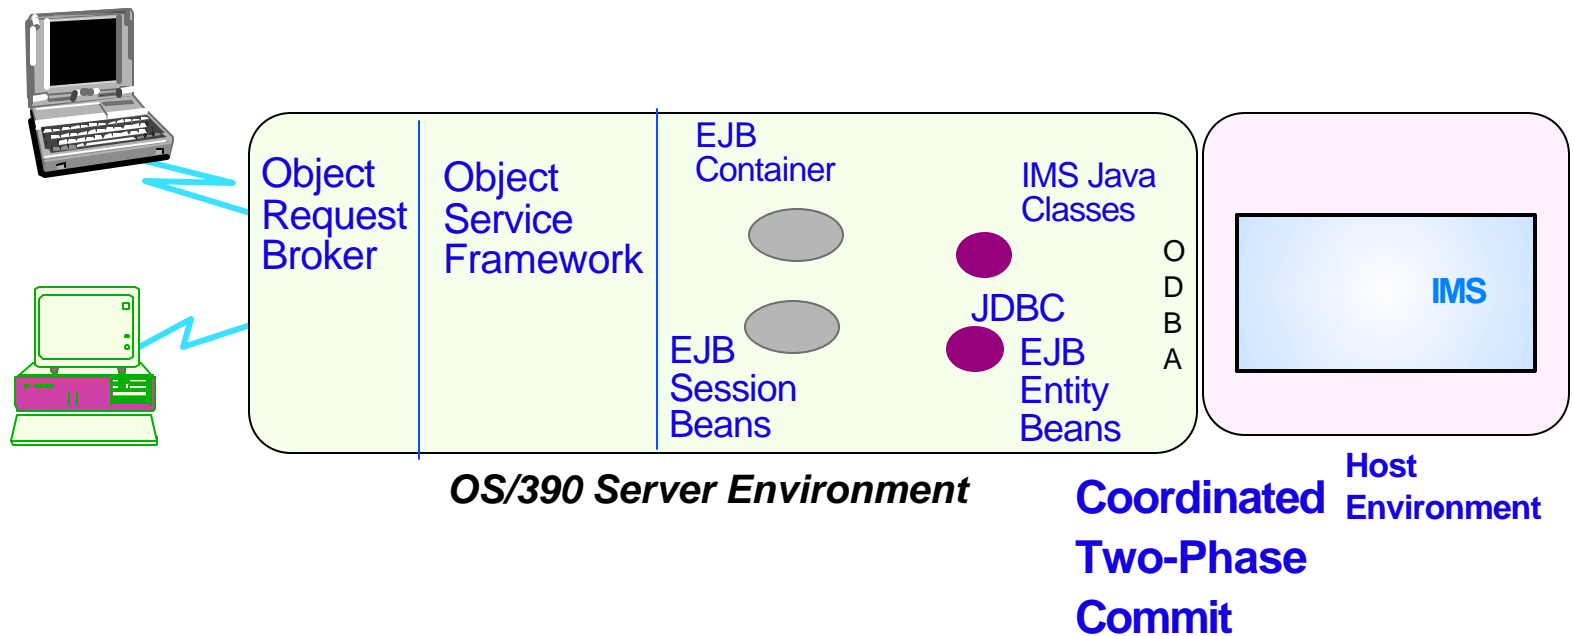 Object
Request
Broker
Object
Service
Framework
EJB
Container
EJB
Session
Beans
IMS Java
Classes
JDBC
EJB
Entity
Beans
O
D
B
A
IMS
OS/390 Server Environment
Host
Environment
Coordinated
Two-Phase
Commit